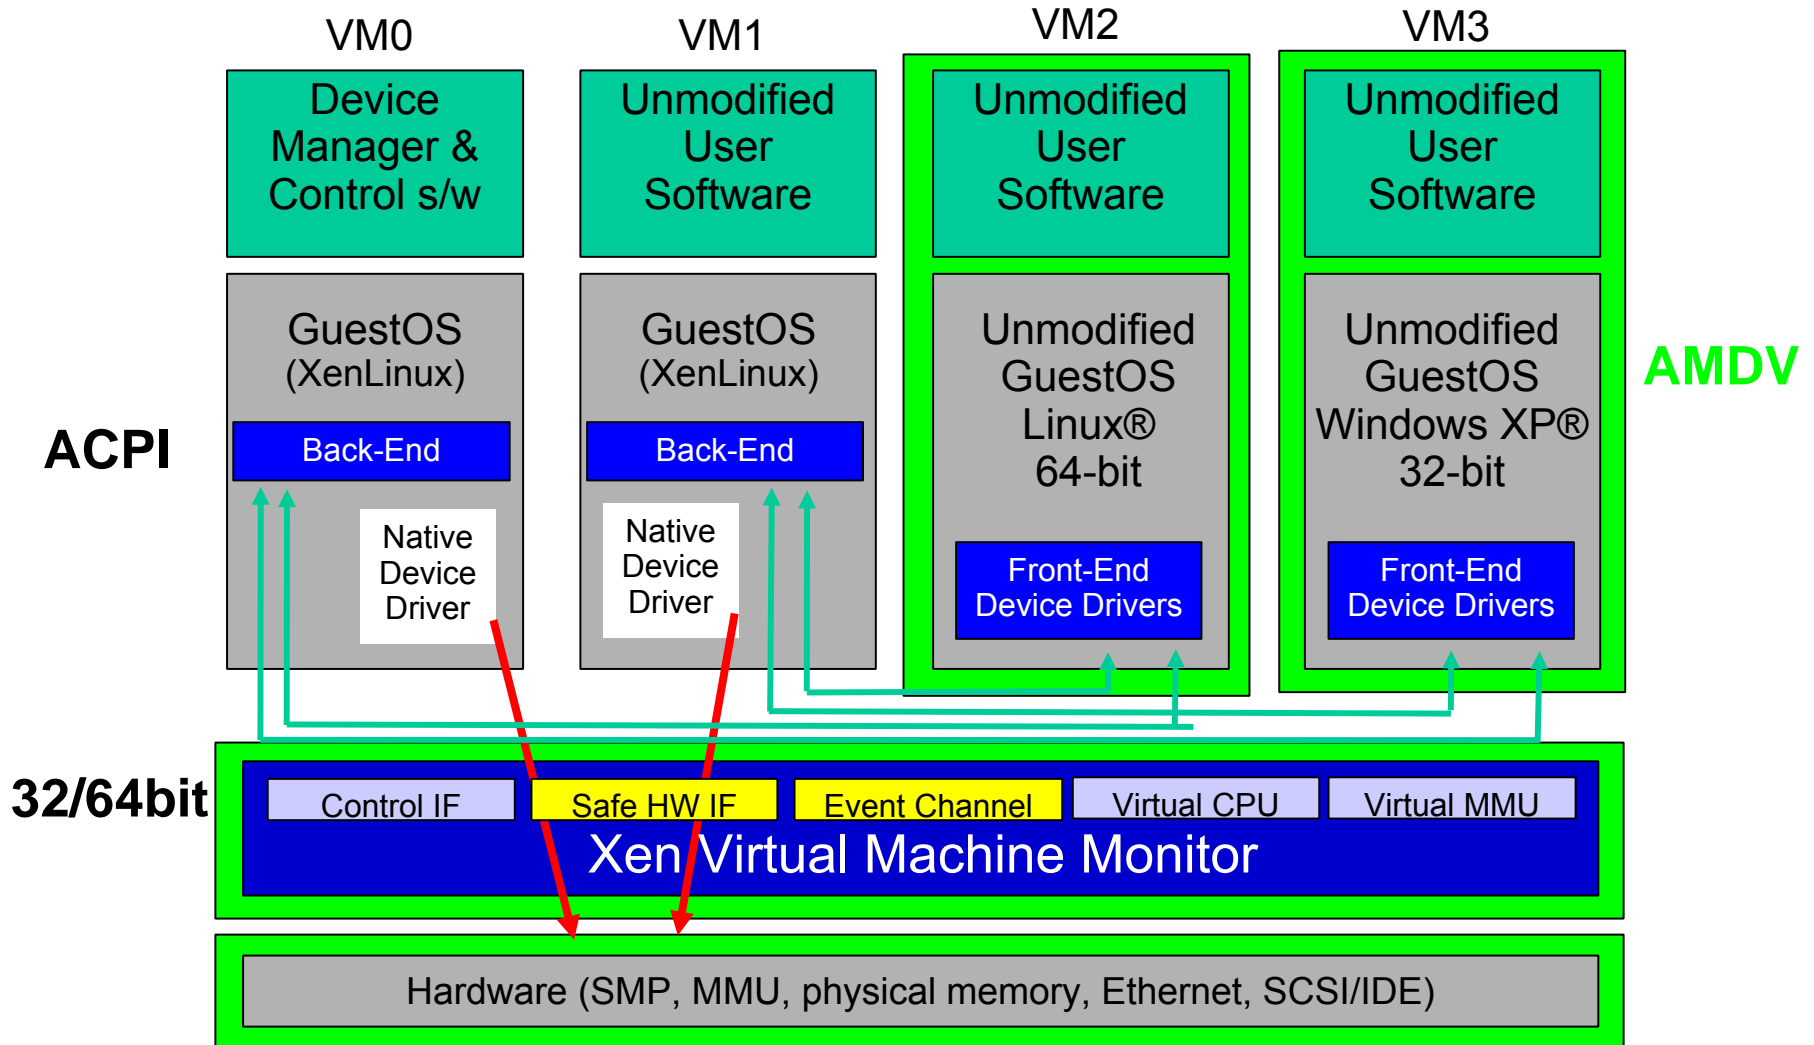 VM0
VM1
VM2
VM3
Device
Manager &
Control s/w
Unmodified
User
Software
Unmodified
User
Software
Unmodified
User
Software
GuestOS
(XenLinux)
GuestOS
(XenLinux)
Unmodified
GuestOS
Linux®
64-bit
Unmodified
GuestOS
Windows XP®
32-bit
AMDV
ACPI
Back-End
Back-End
Native
Device
Driver
Native
Device
Driver
Front-End
Device Drivers
Front-End
Device Drivers
32/64bit
Control IF
Safe HW IF
Event Channel
Virtual CPU
Virtual MMU
Xen Virtual Machine Monitor
Hardware (SMP, MMU, physical memory, Ethernet, SCSI/IDE)